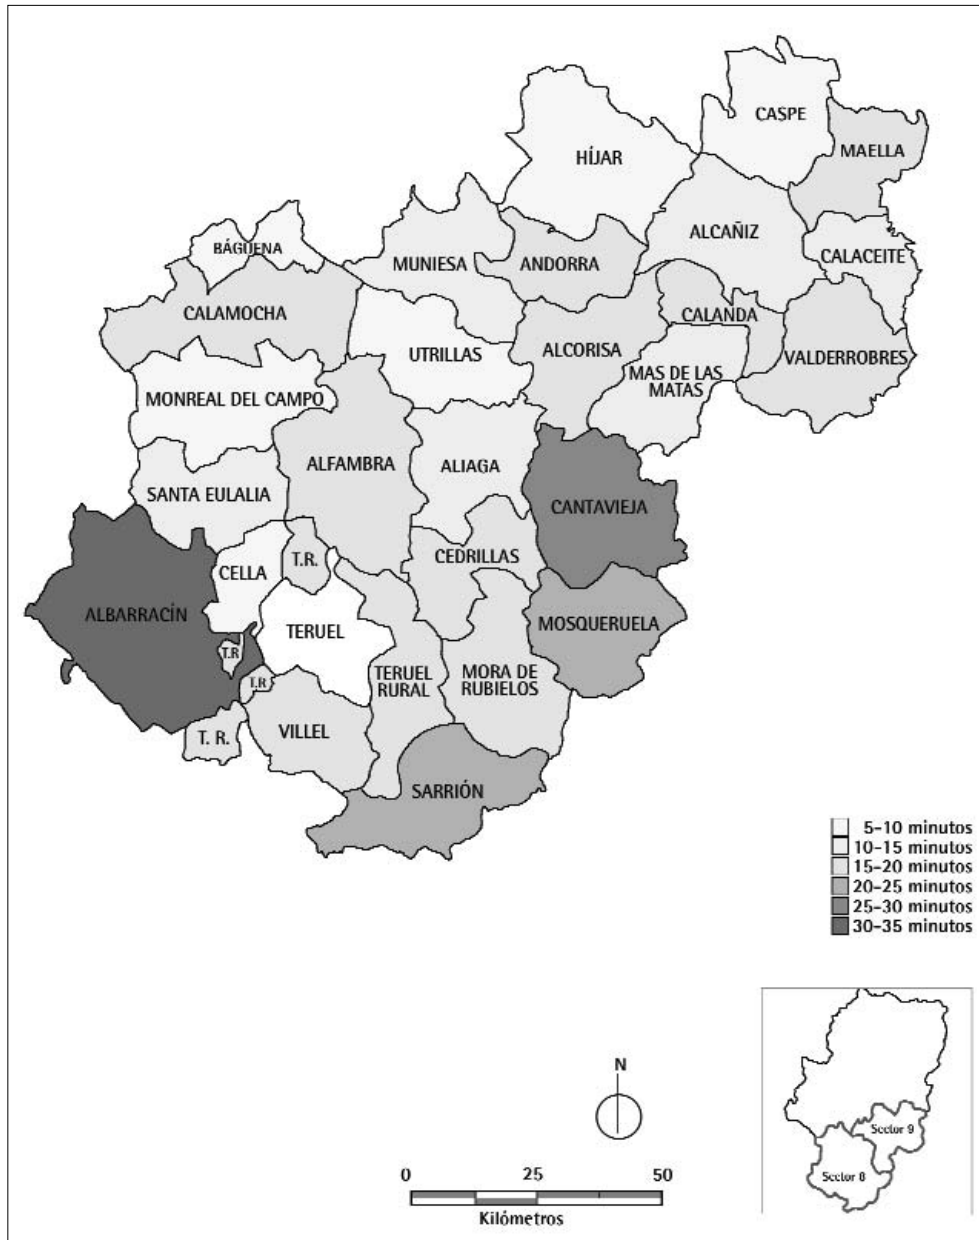 CASPE
MAELLA
HÍJAR
ALCAÑIZ
BÁGUENA
MUNIESA
ANDORRA
CALACEITE
CALAMOCHA
CALANDA
UTRILLAS
ALCORISA
VALDERROBRES
MAS DE LAS
MATAS
MONREAL DEL CAMPO
ALFAMBRA
ALIAGA
SANTA EULALIA
CANTAVIEJA
CELLA
T.R.
CEDRILLAS
ALBARRACÍN
TERUEL
MOSQUERUELA
T.R
TERUEL
RURAL
MORA DE
RUBIELOS
T.R
T. R.
VILLEL
SARRIÓN
5-10 minutos
10-15 minutos
15-20 minutos
20-25 minutos
25-30 minutos
30-35 minutos
N
Sector 9
Sector 8
0 25 50
Kilómetros